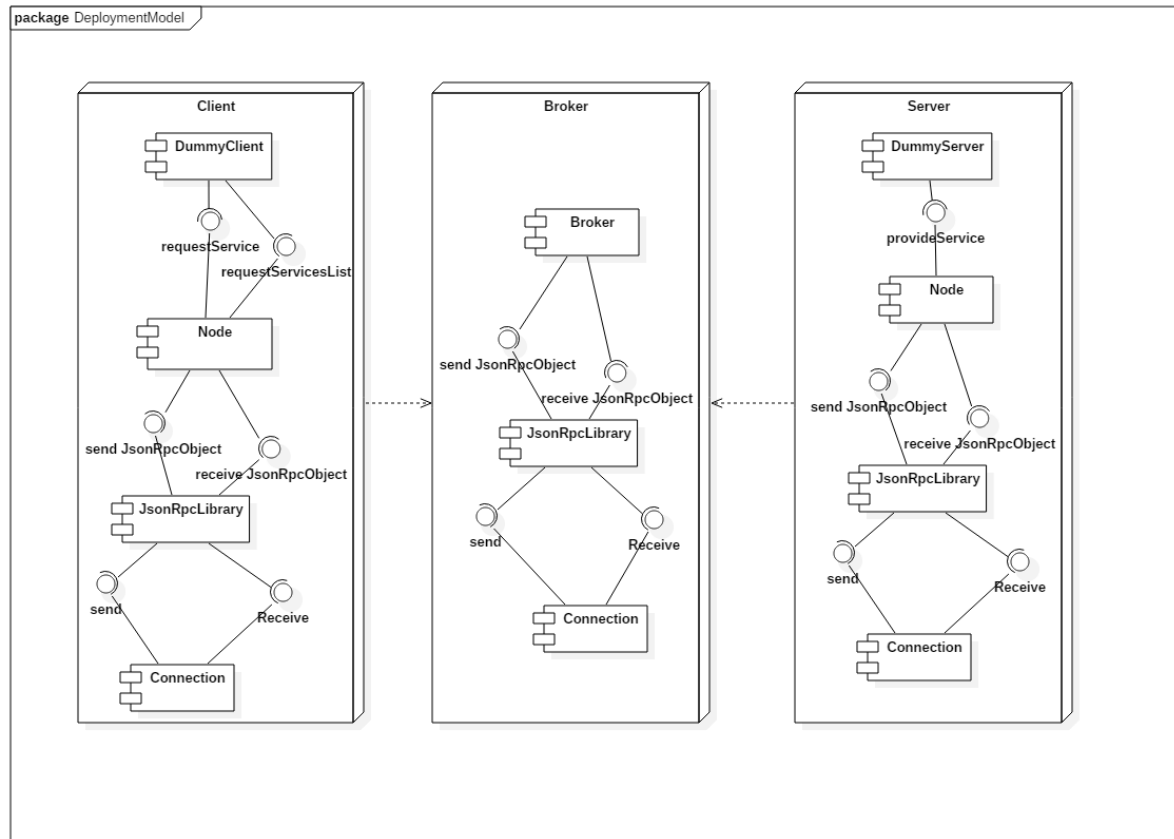 package DeploymentModel
Client
DummyClient
requestService
requestServicesList
Node
send JsonRpcObject
receive JsonRpcObject
JsonRpcLibrary
send
Receive
Connection
Broker
Broker
send JsonRpcObject
receive JsonRpcObject
JsonRpcLibrary
send
Receive
Connection
Server
DummyServer
provideService
Node
send JsonRpcObject
receive JsonRpcObject
JsonRpcLibrary
send
Receive
Connection